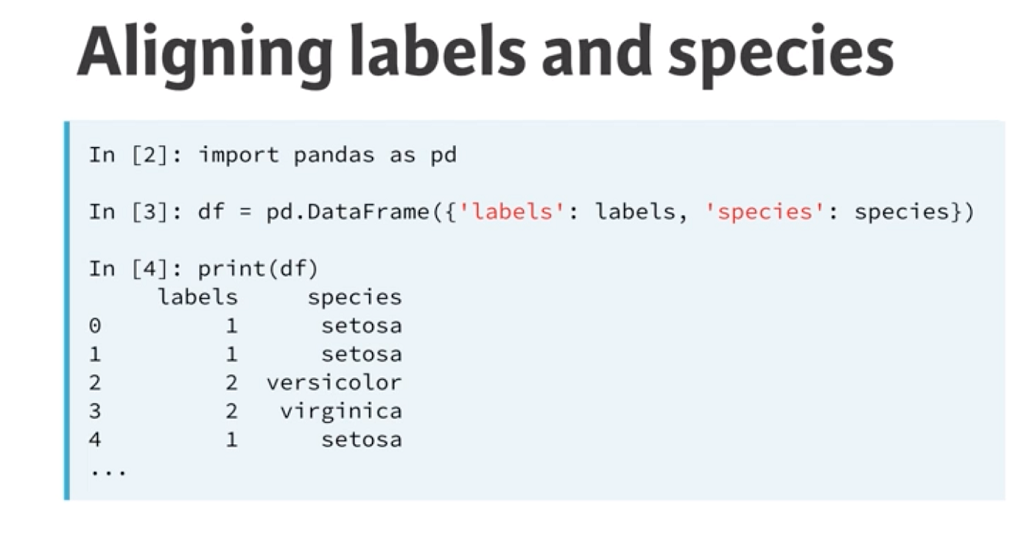 Aligning labels and species
In [2]: import pandas as pd
In [3]: df = pd.DataFrame({'labels': labels, 'species': species})
In [4]: print(df)
labels species
0 1 setosa
1 1 setosa
2 2 versicolor
3 2 virginica
4 1 setosa
...